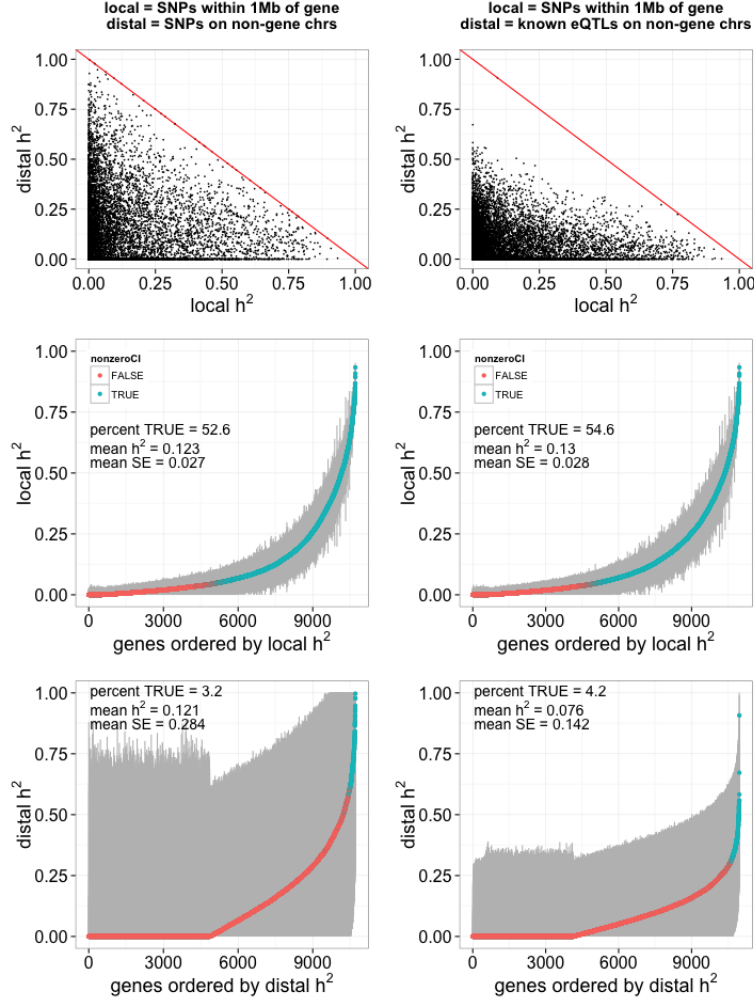 local = SNPs within 1Mb of gene
distal = SNPs on non-gene chrs
1.00
0.75
0.50
0.25
0.00
distal h²
0.00 0.25 0.50 0.75 1.00
local h²
local = SNPs within 1Mb of gene
distal = known eQTLs on non-gene chrs
1.00
0.75
0.50
0.25
0.00
distal h²
0.00 0.25 0.50 0.75 1.00
local h²
1.00
0.75
0.50
0.25
0.00
local h²
nonzeroCI
FALSE
TRUE
percent TRUE = 52.6
mean h² = 0.123
mean SE = 0.027
0 3000 6000 9000
genes ordered by local h²
1.00
0.75
0.50
0.25
0.00
local h²
nonzeroCI
FALSE
TRUE
percent TRUE = 54.6
mean h² = 0.13
mean SE = 0.028
0 3000 6000 9000
genes ordered by local h²
1.00
0.75
0.50
0.25
0.00
distal h²
percent TRUE = 3.2
mean h² = 0.121
mean SE = 0.284
0 3000 6000 9000
genes ordered by distal h²
1.00
0.75
0.50
0.25
0.00
distal h²
percent TRUE = 4.2
mean h² = 0.076
mean SE = 0.142
0 3000 6000 9000
genes ordered by distal h²